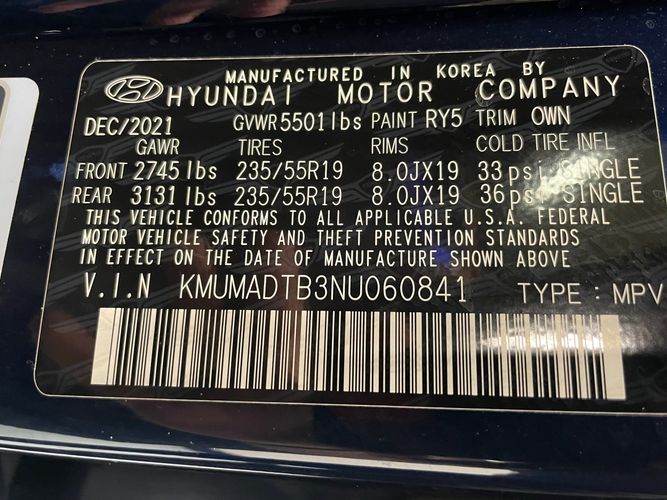 MANUFACTURED IN KOREA BY
HYUNDAI MOTOR COMPANY
DEC/2021 GVWR 5501 lbs PAINT RY5 TRIM OWN
GAWR TIRES RIMS COLD TIRE INFL
FRONT 2745 lbs 235/55R19 8.0JX19 33 psi SINGLE
REAR 3131 lbs 235/55R19 8.0JX19 36 psi SINGLE
THIS VEHICLE CONFORMS TO ALL APPLICABLE U.S.A. FEDERAL
MOTOR VEHICLE SAFETY AND THEFT PREVENTION STANDARDS
IN EFFECT ON THE DATE OF MANUFACTURE SHOWN ABOVE
V.I.N KMUMADTB3NU060841 TYPE : MPV